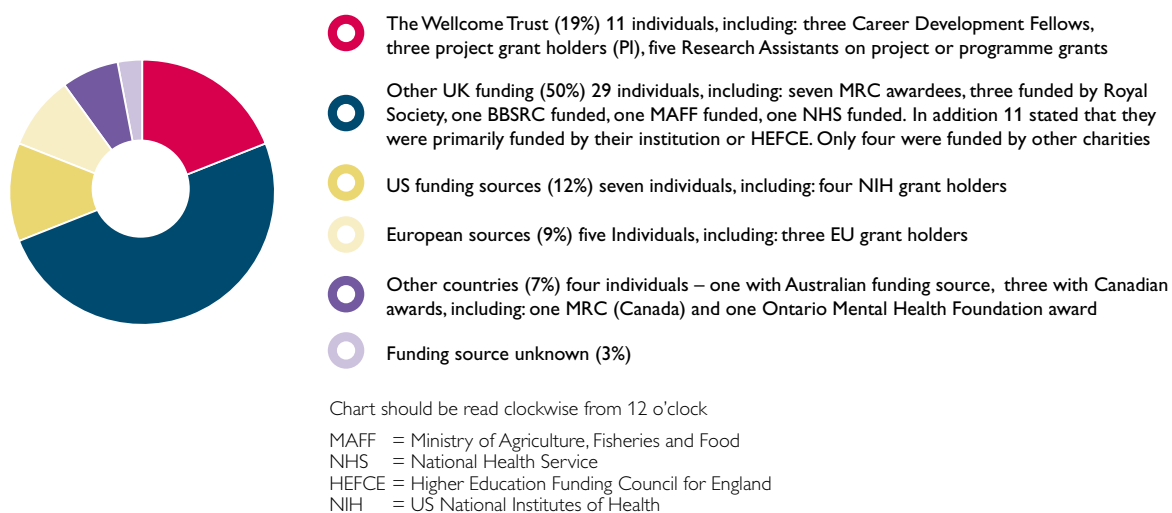 The Wellcome Trust (19%) 11 individuals, including: three Career Development Fellows,
three project grant holders (PI), five Research Assistants on project or programme grants
Other UK funding (50%) 29 individuals, including: seven MRC awardees, three funded by Royal
Society, one BBSRC funded, one MAFF funded, one NHS funded. In addition 11 stated that they
were primarily funded by their institution or HEFCE. Only four were funded by other charities
US funding sources (12%) seven individuals, including: four NIH grant holders
European sources (9%) five Individuals, including: three EU grant holders
Other countries (7%) four individuals – one with Australian funding source, three with Canadian
awards, including: one MRC (Canada) and one Ontario Mental Health Foundation award
Funding source unknown (3%)
Chart should be read clockwise from 12 o'clock
MAFF = Ministry of Agriculture, Fisheries and Food
NHS = National Health Service
HEFCE = Higher Education Funding Council for England
NIH = US National Institutes of Health